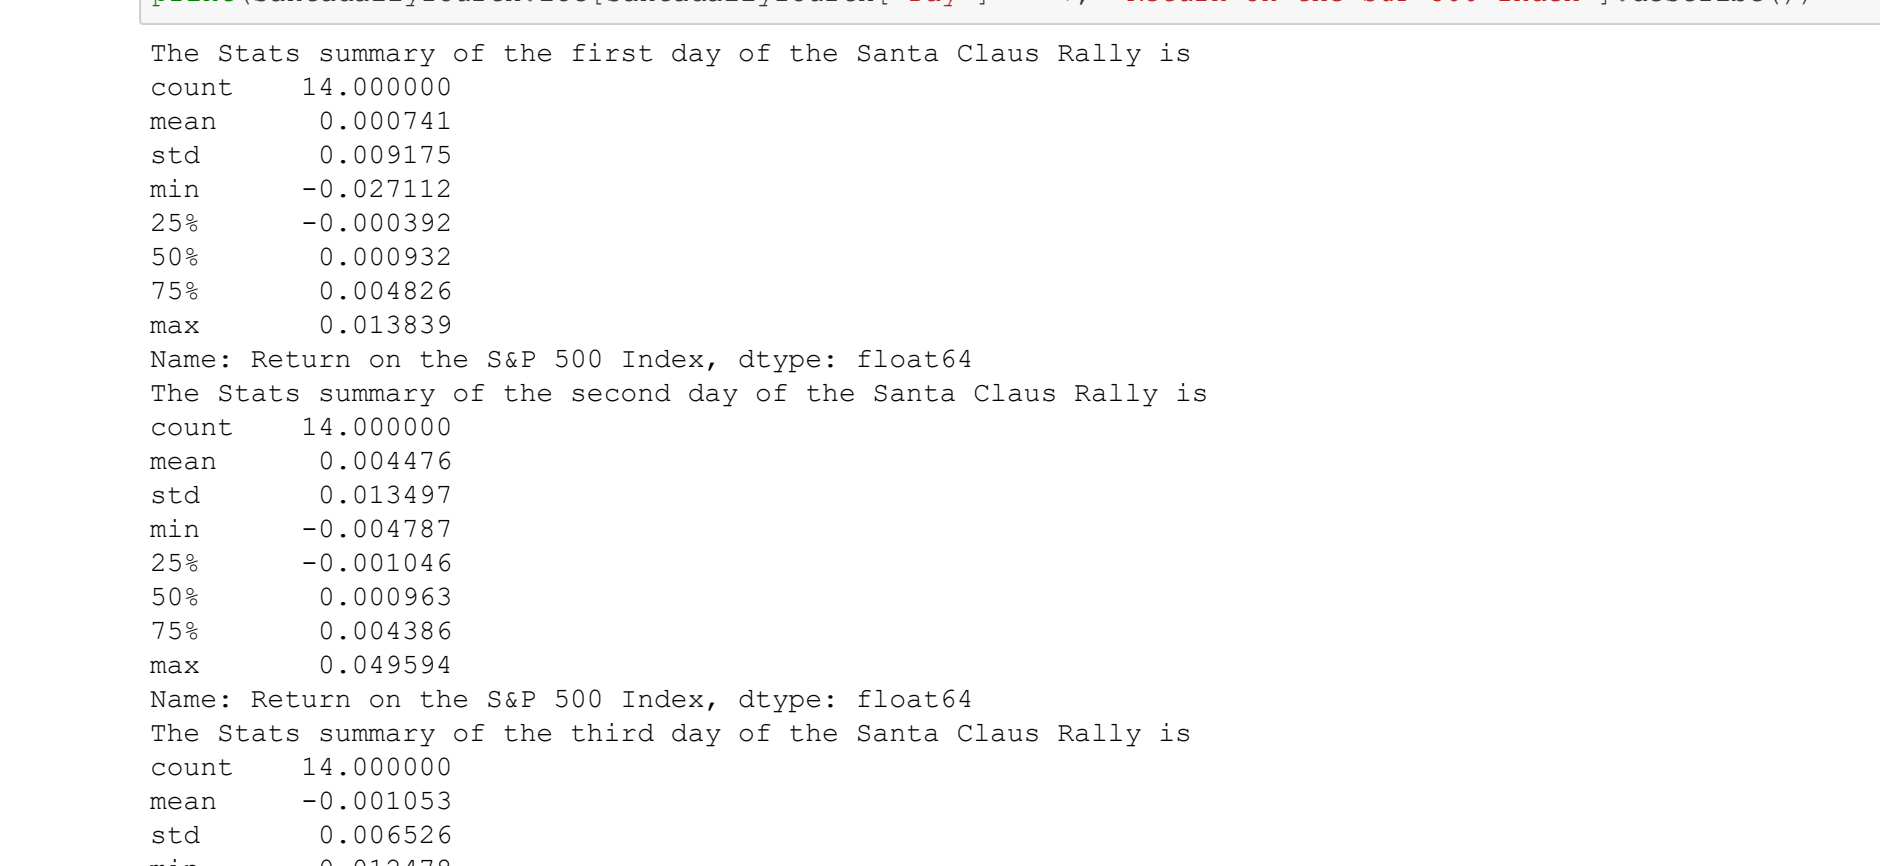 The Stats summary of the first day of the Santa Claus Rally is
count 14.000000
mean 0.000741
std 0.009175
min -0.027112
25% -0.000392
50% 0.000932
75% 0.004826
max 0.013839
Name: Return on the S&P 500 Index, dtype: float64
The Stats summary of the second day of the Santa Claus Rally is
count 14.000000
mean 0.004476
std 0.013497
min -0.004787
25% -0.001046
50% 0.000963
75% 0.004386
max 0.049594
Name: Return on the S&P 500 Index, dtype: float64
The Stats summary of the third day of the Santa Claus Rally is
count 14.000000
mean -0.001053
std 0.006526